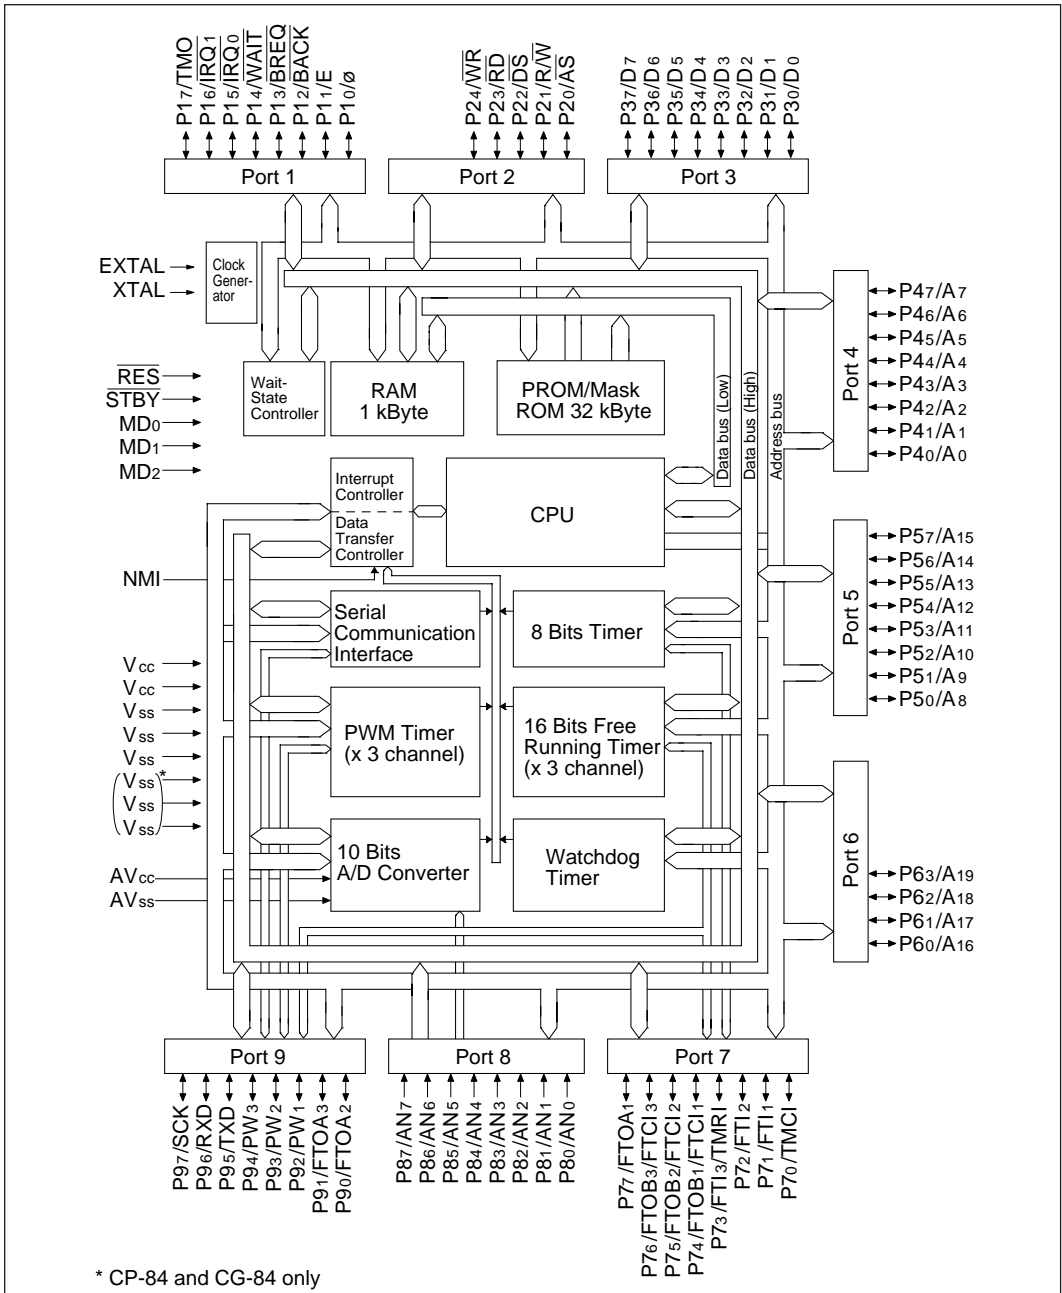 P17/TMO
P16/IRQ1
P15/IRQ0
P14/WAIT
P13/BREQ
P12/BACK
P11/E
P10/ø
P24/WR
P23/RD
P22/DS
P21/R/W
P20/AS
P37/D7
P36/D6
P35/D5
P34/D4
P33/D3
P32/D2
P31/D1
P30/D0
Port 1
Port 2
Port 3
EXTAL
XTAL
Clock
Gener-
ator
RES
STBY
MD0
MD1
MD2
Wait-
State
Controller
RAM
1 kByte
PROM/Mask
ROM 32 kByte
Data bus (Low)
Data bus (High)
Address bus
Port 4
P47/A7
P46/A6
P45/A5
P44/A4
P43/A3
P42/A2
P41/A1
P40/A0
Interrupt
Controller
Data
Transfer
Controller
CPU
NMI
Port 5
P57/A15
P56/A14
P55/A13
P54/A12
P53/A11
P52/A10
P51/A9
P50/A8
Serial
Communication
Interface
8 Bits Timer
Vcc
Vcc
Vss
Vss
Vss
(Vss)*
(Vss)
(Vss)
PWM Timer
(x 3 channel)
16 Bits Free
Running Timer
(x 3 channel)
AVcc
AVss
10 Bits
A/D Converter
Watchdog
Timer
Port 6
P63/A19
P62/A18
P61/A17
P60/A16
Port 9
Port 8
Port 7
P97/SCK
P96/RXD
P95/TXD
P94/PW3
P93/PW2
P92/PW1
P91/FTOA3
P90/FTOA2
P87/AN7
P86/AN6
P85/AN5
P84/AN4
P83/AN3
P82/AN2
P81/AN1
P80/AN0
P77/FTOA1
P76/FTOB3/FTCI3
P75/FTOB2/FTCI2
P74/FTOB1/FTCI1
P73/FTI3/TMRI
P72/FTI2
P71/FTI1
P70/TMCI
* CP-84 and CG-84 only